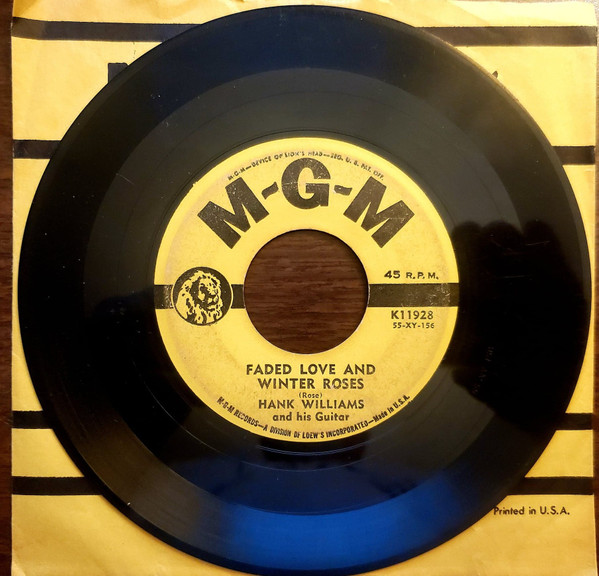 M-G-M—DEVICE OF LION'S HEAD—REG. U. S. PAT. OFF.
M-G-M
45 R.P.M.
K11928
55-XY-156
FADED LOVE AND
WINTER ROSES
(Rose)
HANK WILLIAMS
and his Guitar
M-G-M RECORDS—A DIVISION OF LOEW'S INCORPORATED—Made in U.S.A.
Printed in U.S.A.